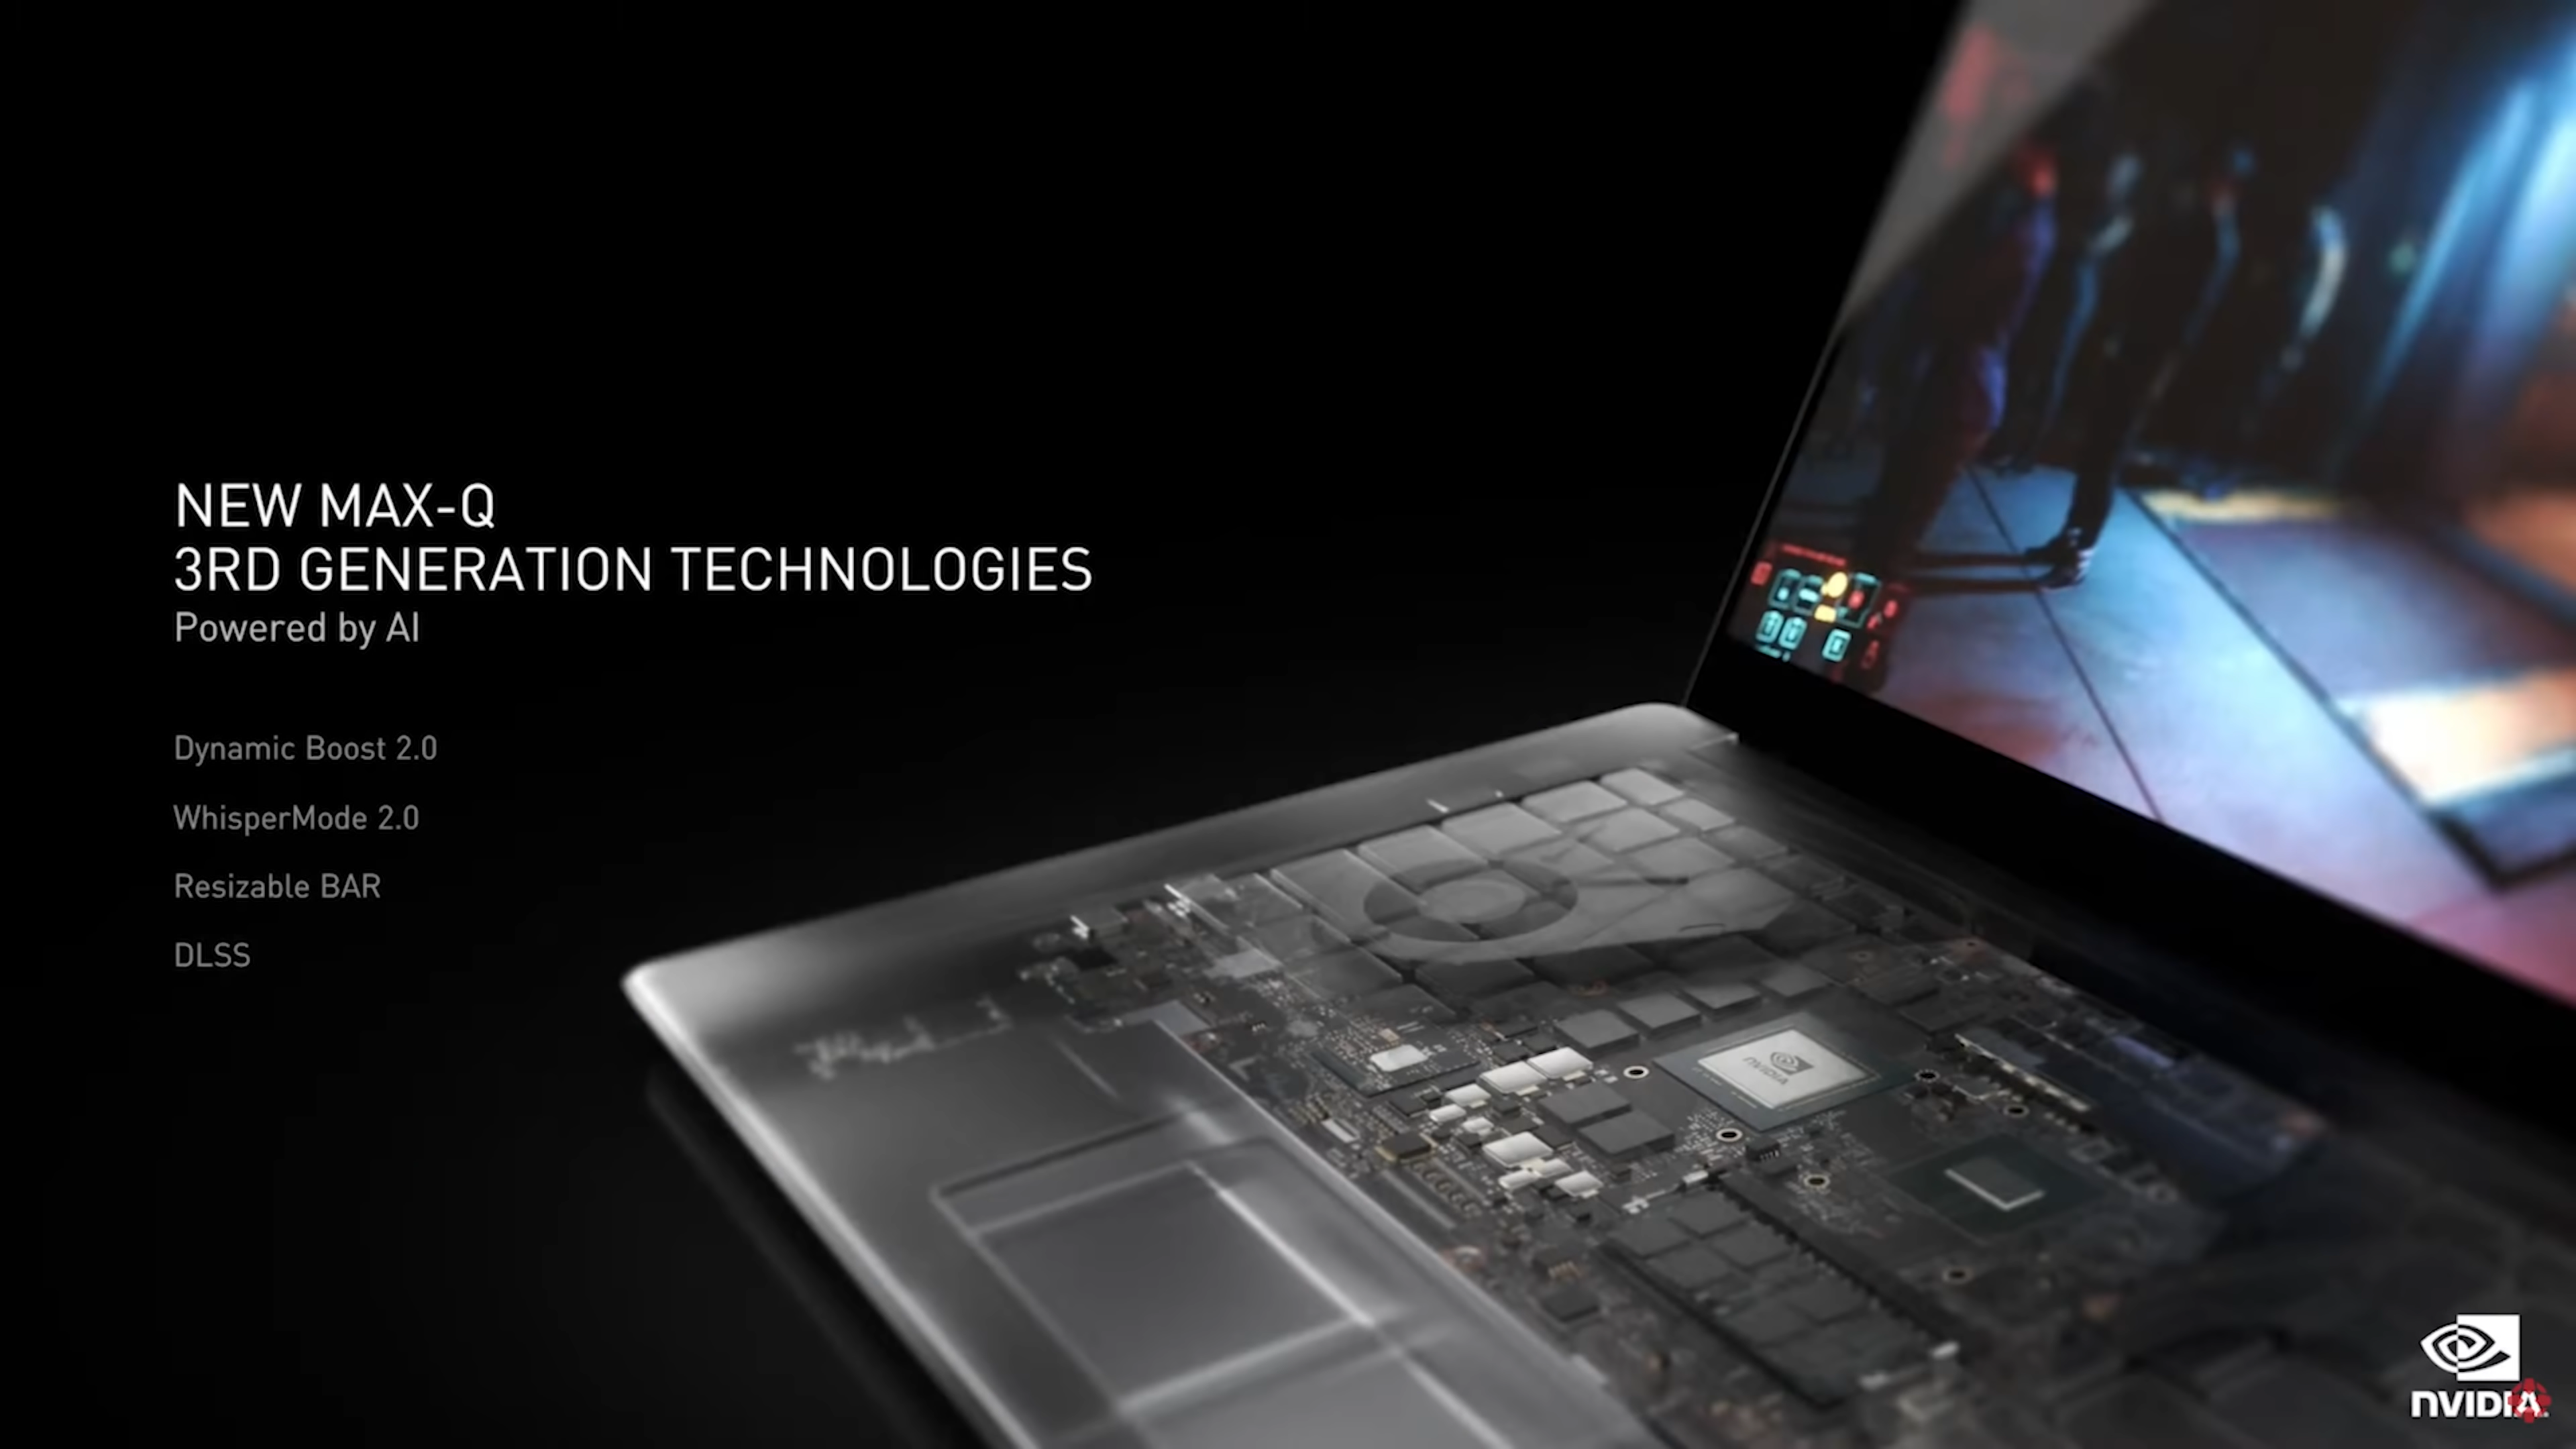 NEW MAX-Q
3RD GENERATION TECHNOLOGIES
Powered by AI
Dynamic Boost 2.0
WhisperMode 2.0
Resizable BAR
DLSS
NVIDIA
NVIDIA